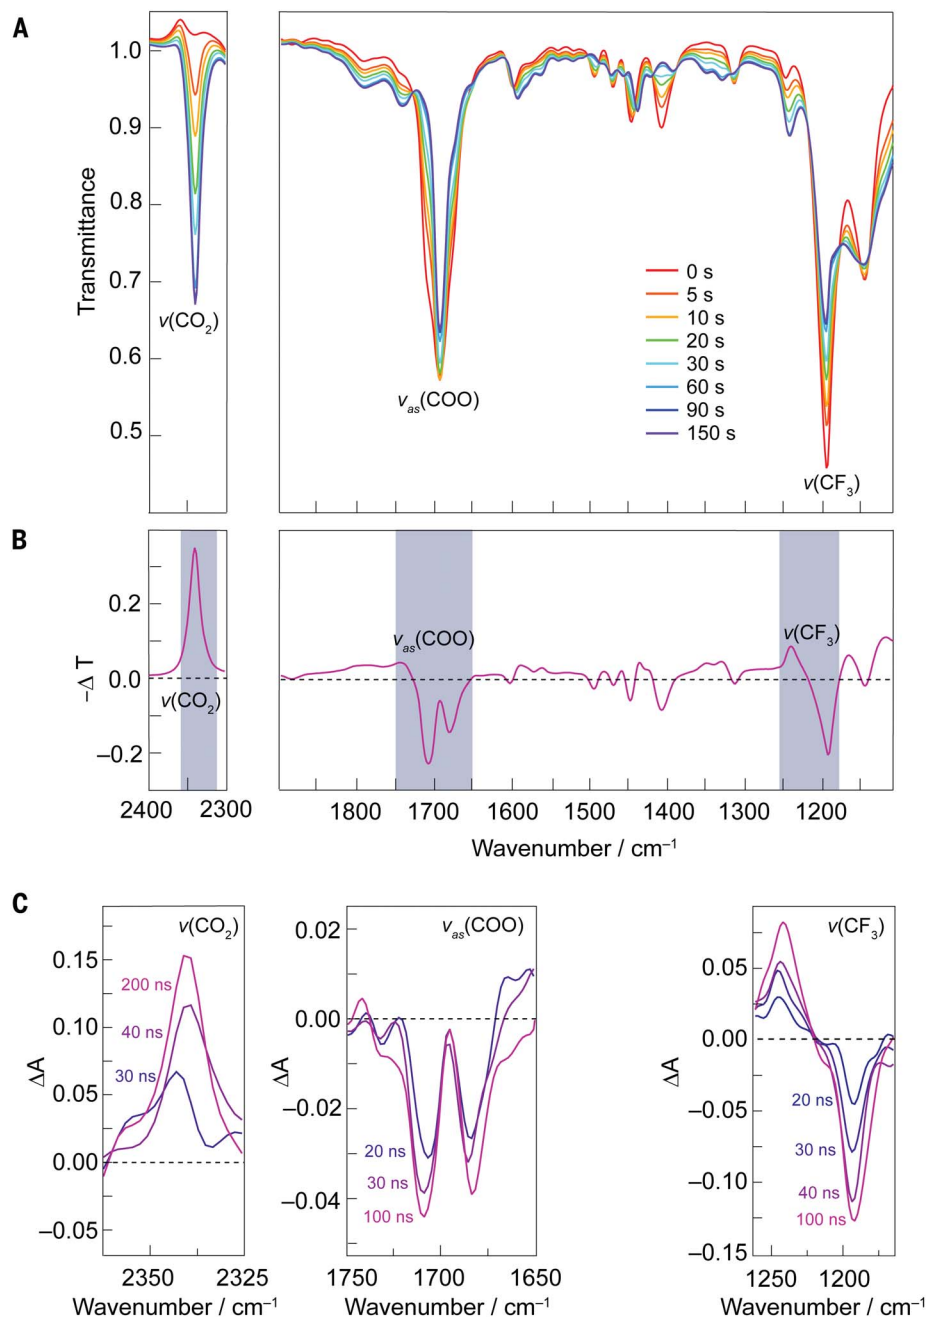 A
1.0
0.9
0.8
0.7
0.6
0.5
Transmittance
ν(CO2)
νas(COO)
ν(CF3)
0 s
5 s
10 s
20 s
30 s
60 s
90 s
150 s
B
0.2
0.0
–0.2
–Δ T
ν(CO2)
νas(COO)
ν(CF3)
2400 2300 1800 1700 1600 1500 1400 1300 1200
Wavenumber / cm–1
C
ν(CO2)
0.15
0.10
0.05
0.00
–0.05
ΔA
200 ns
40 ns
30 ns
2350 2325
Wavenumber / cm–1
νas(COO)
0.02
0.00
–0.02
–0.04
ΔA
20 ns
30 ns
100 ns
1750 1700 1650
Wavenumber / cm–1
ν(CF3)
0.05
0.00
–0.05
–0.10
–0.15
ΔA
20 ns
30 ns
40 ns
100 ns
1250 1200
Wavenumber / cm–1